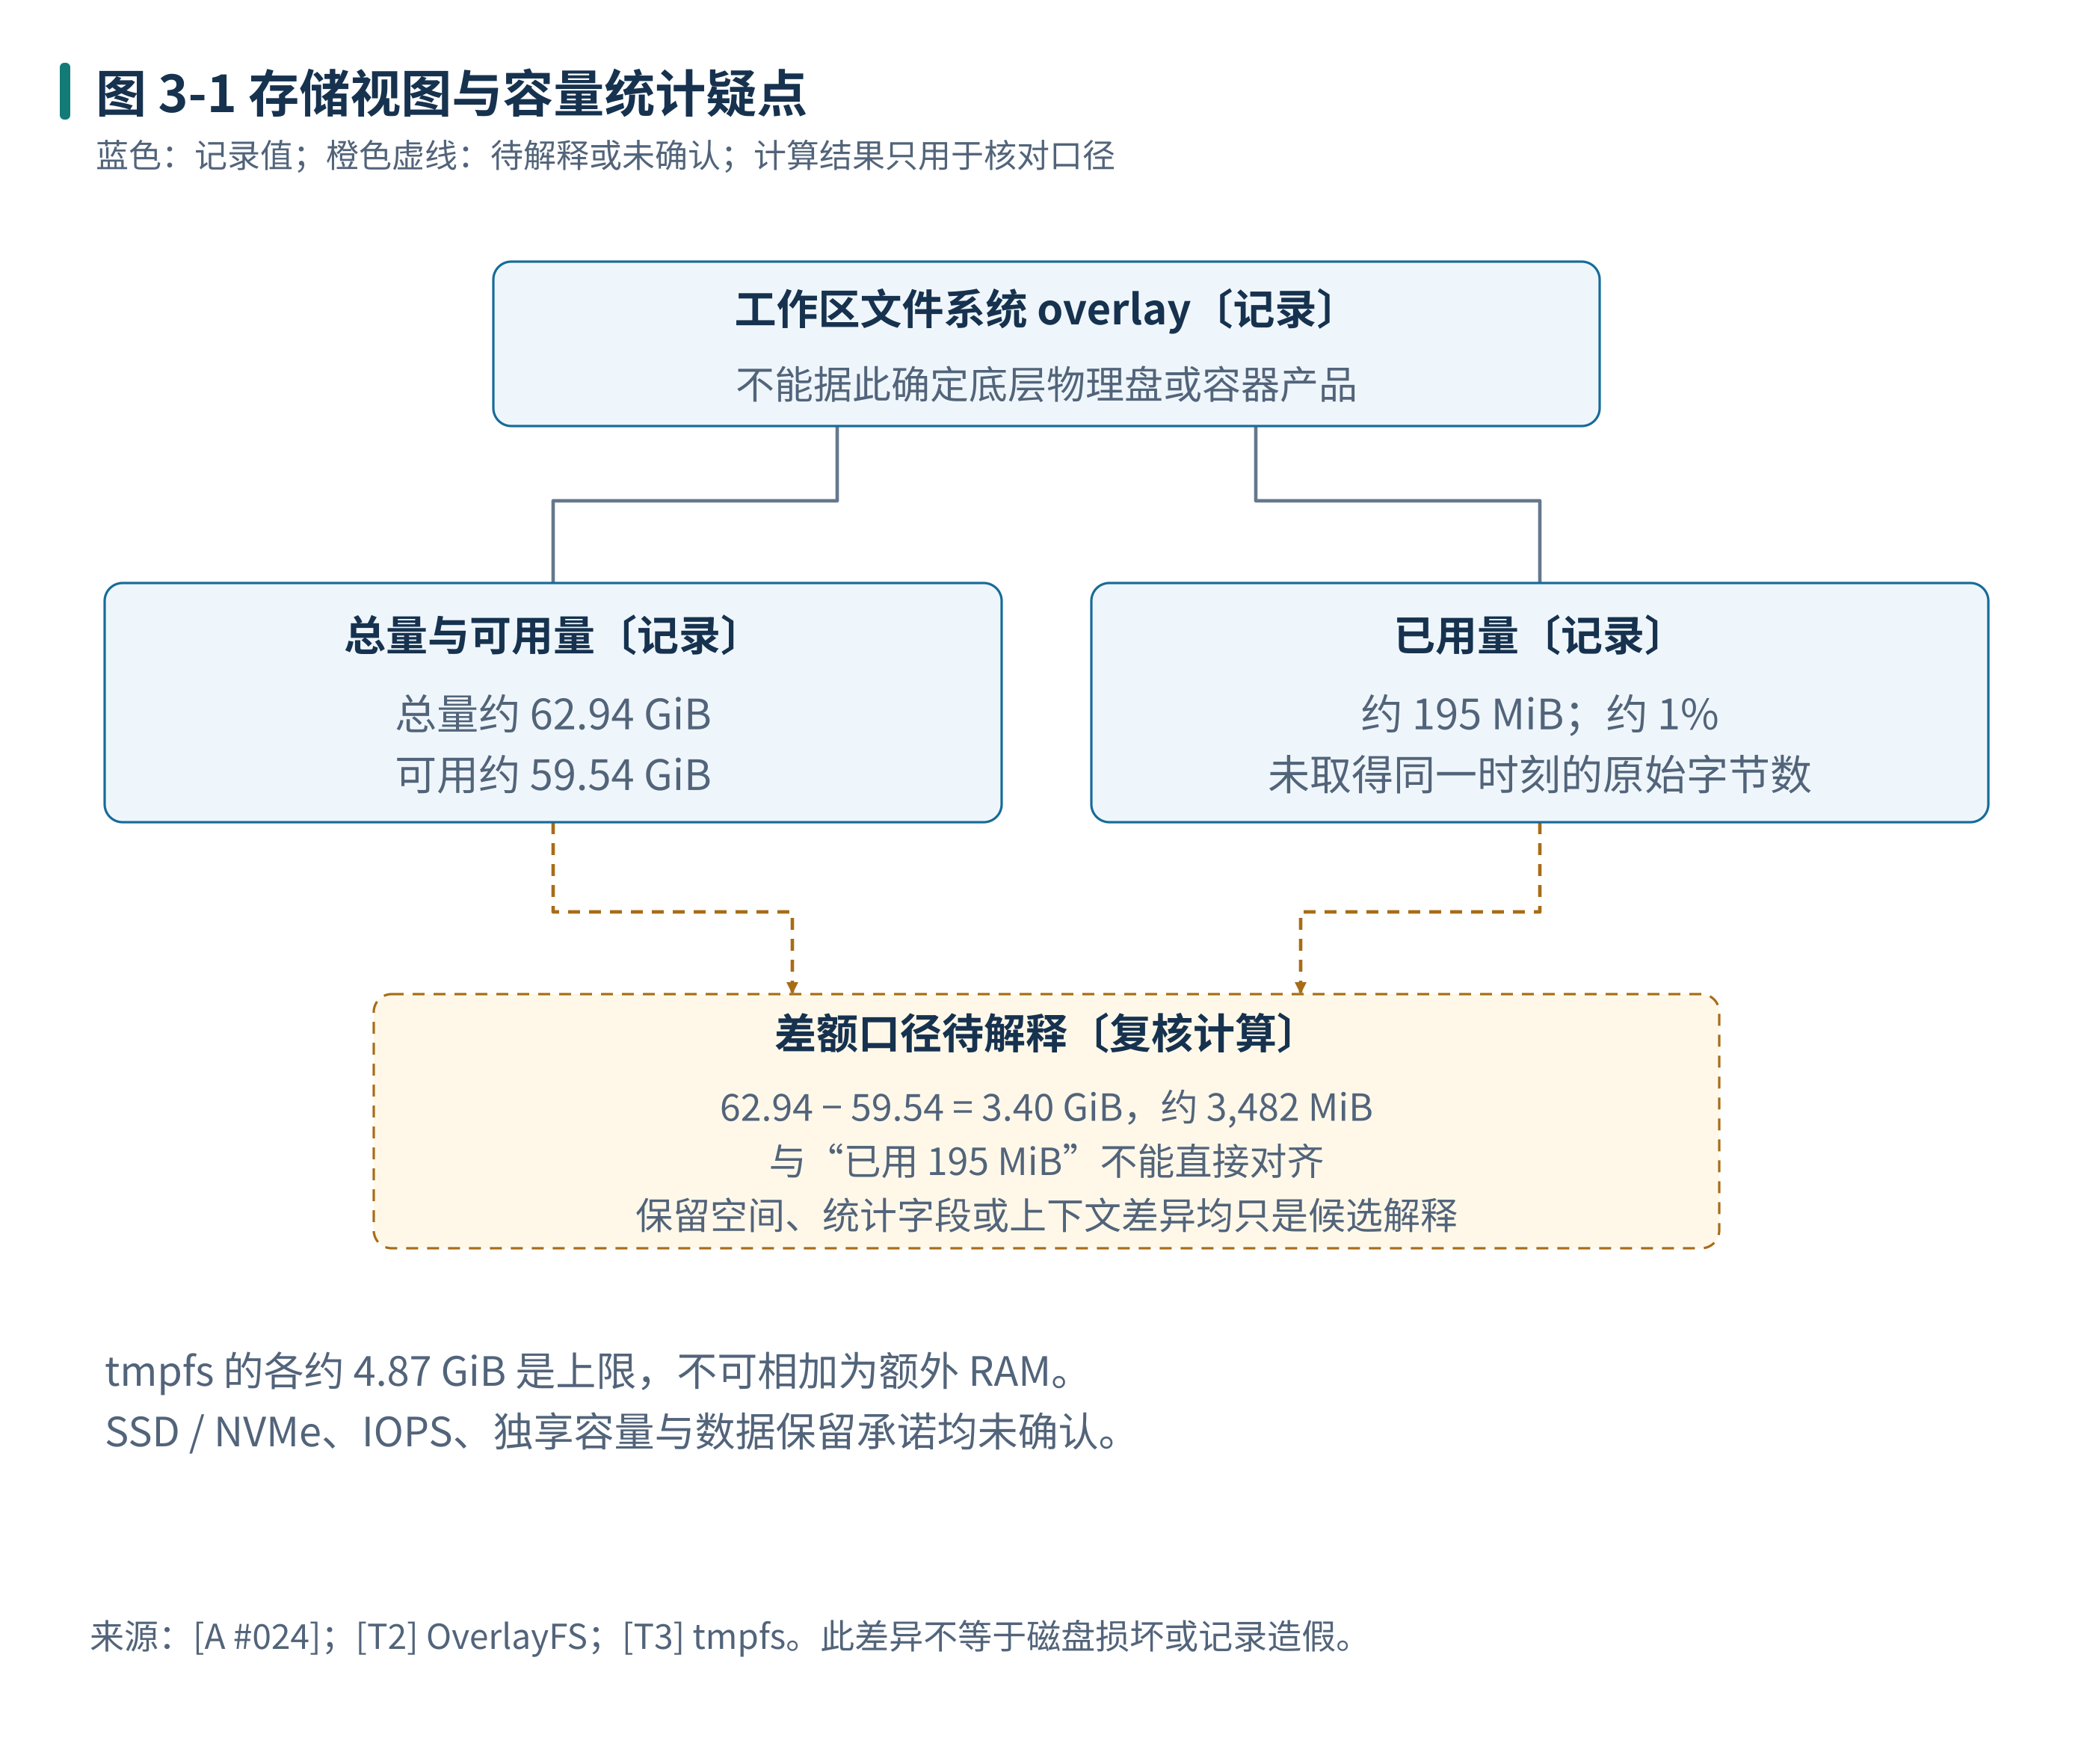 图 3-1 存储视图与容量统计疑点
蓝色：记录值；橙色虚线：待解释或未确认；计算结果只用于核对口径
工作区文件系统 overlay〔记录〕
不能据此确定底层物理盘或容器产品
总量与可用量〔记录〕
总量约 62.94 GiB
可用约 59.54 GiB
已用量〔记录〕
约 195 MiB；约 1%
未取得同一时刻的原始字节数
差额口径待解释〔复核计算〕
62.94 − 59.54 = 3.40 GiB，约 3,482 MiB
与“已用 195 MiB”不能直接对齐
保留空间、统计字段或上下文差异均只是候选解释
tmpfs 的各约 4.87 GiB 是上限，不可相加为额外 RAM。
SSD / NVMe、IOPS、独享容量与数据保留承诺均未确认。
来源：[A #024]；[T2] OverlayFS；[T3] tmpfs。此差异不等于磁盘损坏或记录造假。